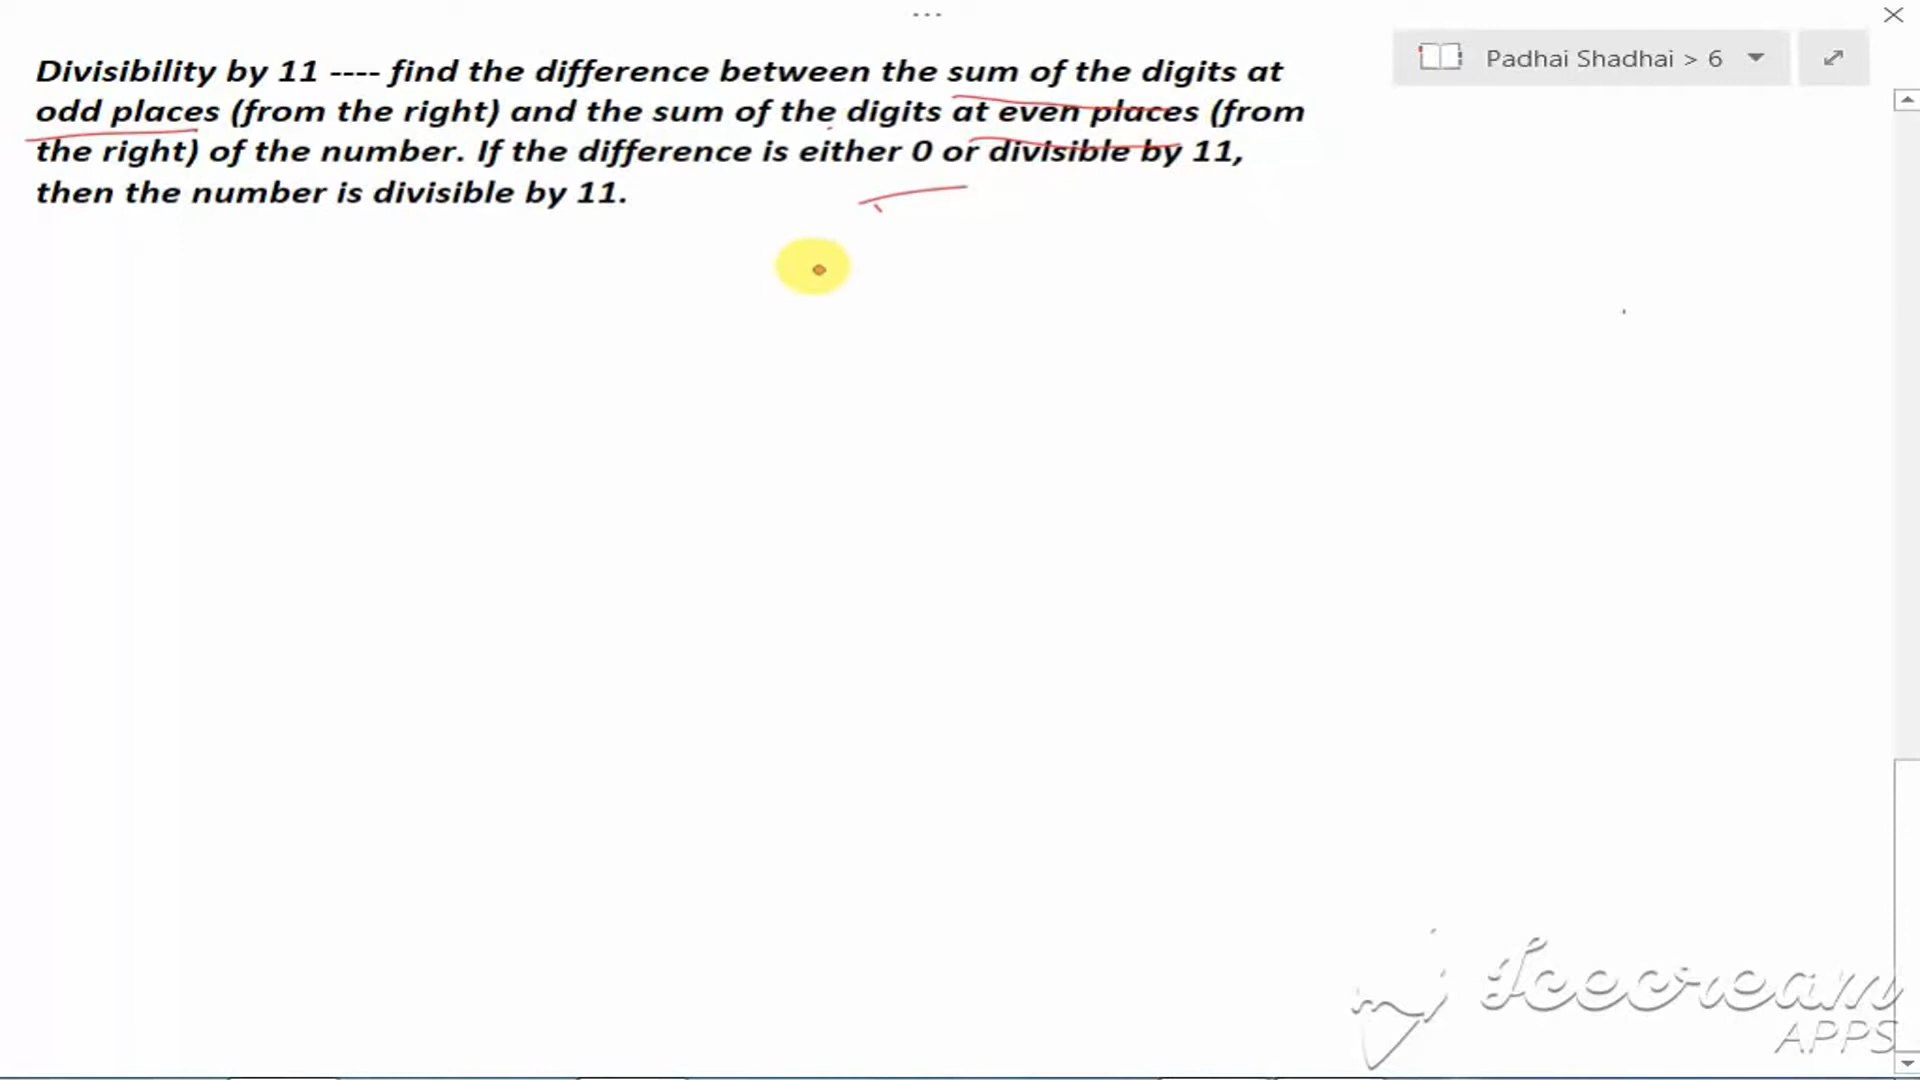 Divisibility by 11 ---- find the difference between the sum of the digits at
odd places (from the right) and the sum of the digits at even places (from
the right) of the number. If the difference is either 0 or divisible by 11,
then the number is divisible by 11.
Padhai Shadhai > 6
Icecream
APPS